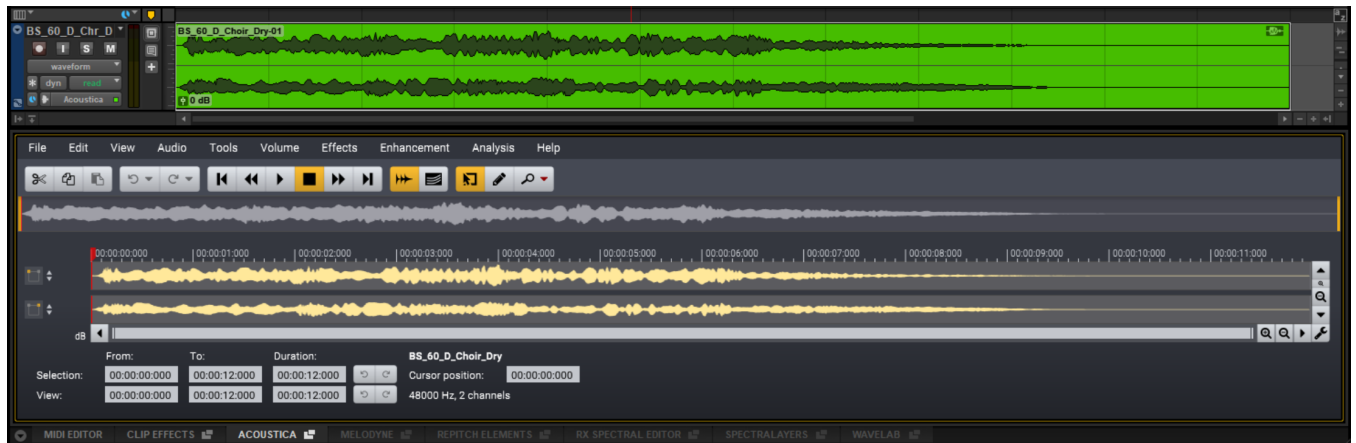 BS_60_D_Chr_D
BS_60_D_Choir_Dry-01
I S M
waveform
dyn read
Acoustica
0 dB
File Edit View Audio Tools Volume Effects Enhancement Analysis Help
00:00:00:000 00:00:01:000 00:00:02:000 00:00:03:000 00:00:04:000 00:00:05:000 00:00:06:000 00:00:07:000 00:00:08:000 00:00:09:000 00:00:10:000 00:00:11:000
dB
From: To: Duration: BS_60_D_Choir_Dry
Selection: 00:00:00:000 00:00:12:000 00:00:12:000 Cursor position: 00:00:00:000
View: 00:00:00:000 00:00:12:000 00:00:12:000 48000 Hz, 2 channels
MIDI EDITOR CLIP EFFECTS ACOUSTICA MELODYNE REPITCH ELEMENTS RX SPECTRAL EDITOR SPECTRALAYERS WAVELAB